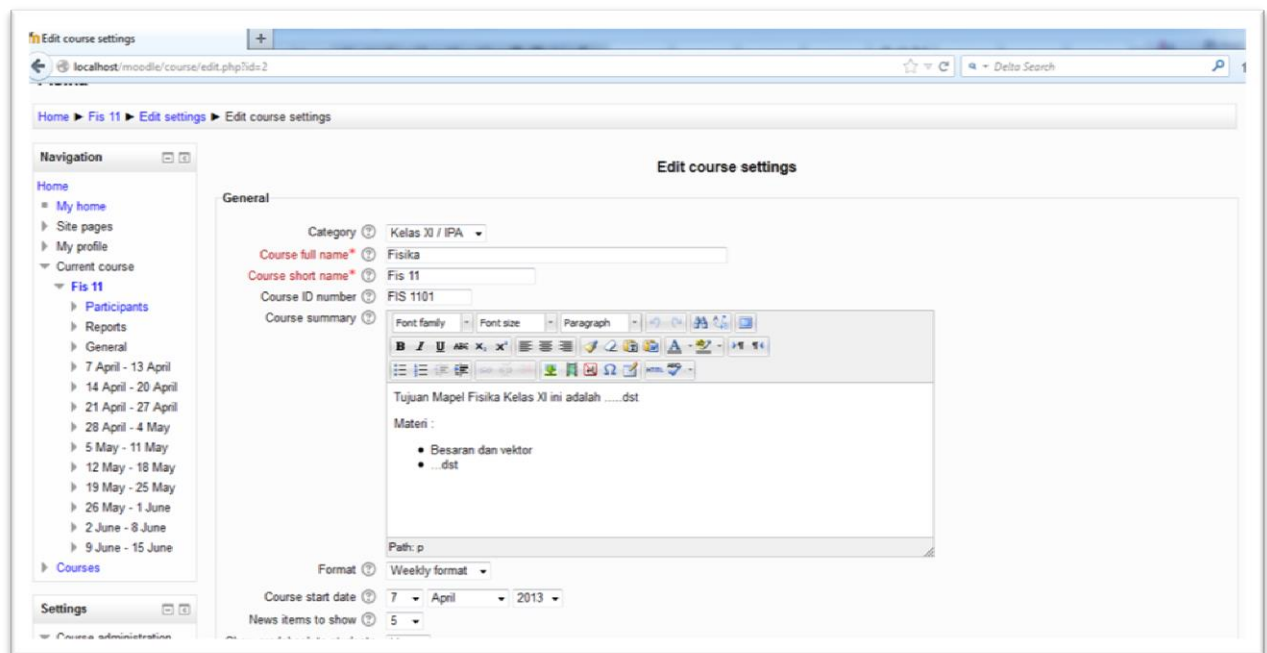 Edit course settings
+
localhost/moodle/course/edit.php?id=2
Delta Search
Home ► Fis 11 ► Edit settings ► Edit course settings
Navigation
Home
My home
Site pages
My profile
Current course
Fis 11
Participants
Reports
General
7 April - 13 April
14 April - 20 April
21 April - 27 April
28 April - 4 May
5 May - 11 May
12 May - 18 May
19 May - 25 May
26 May - 1 June
2 June - 8 June
9 June - 15 June
Courses
Settings
Course administration
Edit course settings
General
Category Kelas XI / IPA
Course full name* Fisika
Course short name* Fis 11
Course ID number FIS 1101
Course summary
Font family Font size Paragraph
B I U ABC X, X' A
Ω HTML
Tujuan Mapel Fisika Kelas XI ini adalah ......dst
Materi :
• Besaran dan vektor
• ...dst
Path: p
Format Weekly format
Course start date 7 April 2013
News items to show 5